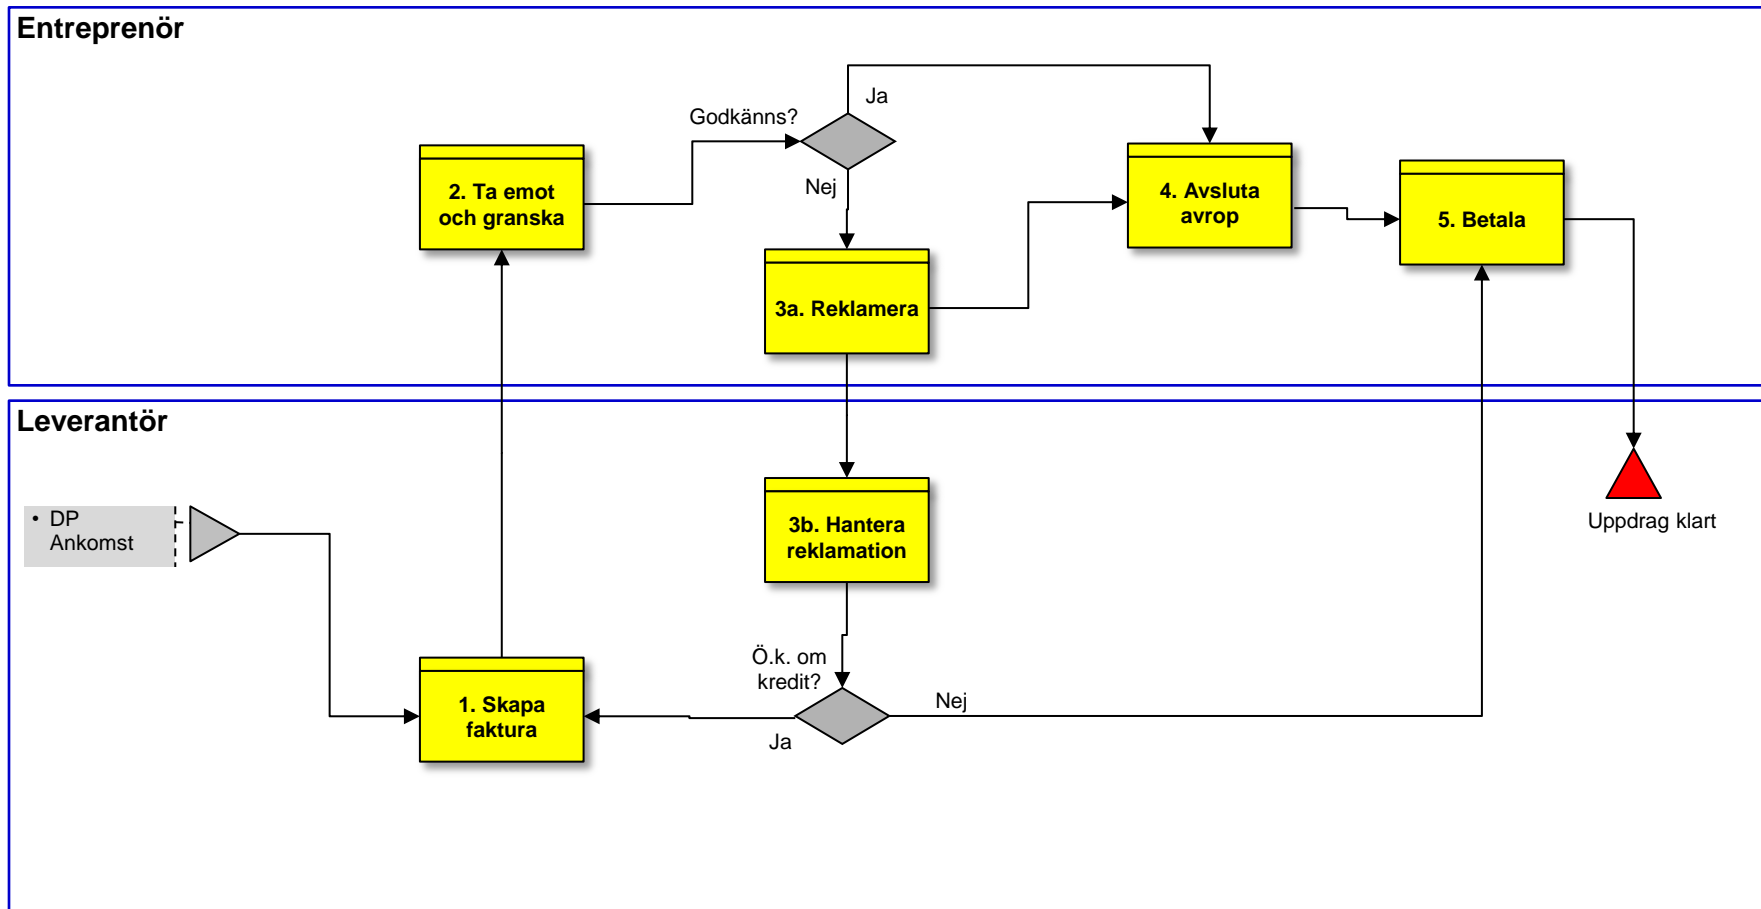 Entreprenör
Ja
Godkänns?
2. Ta emot
och granska
Nej
4. Avsluta
avrop
5. Betala
3a. Reklamera
Leverantör
• DP
Ankomst
3b. Hantera
reklamation
Uppdrag klart
Ö.k. om
kredit?
1. Skapa
faktura
Ja
Nej